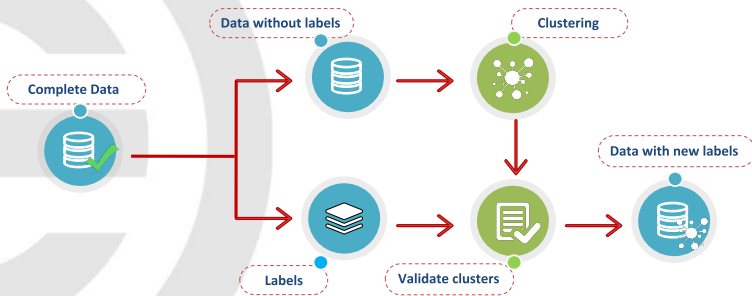 Data without labels
Clustering
Complete Data
Data with new labels
Labels
Validate clusters